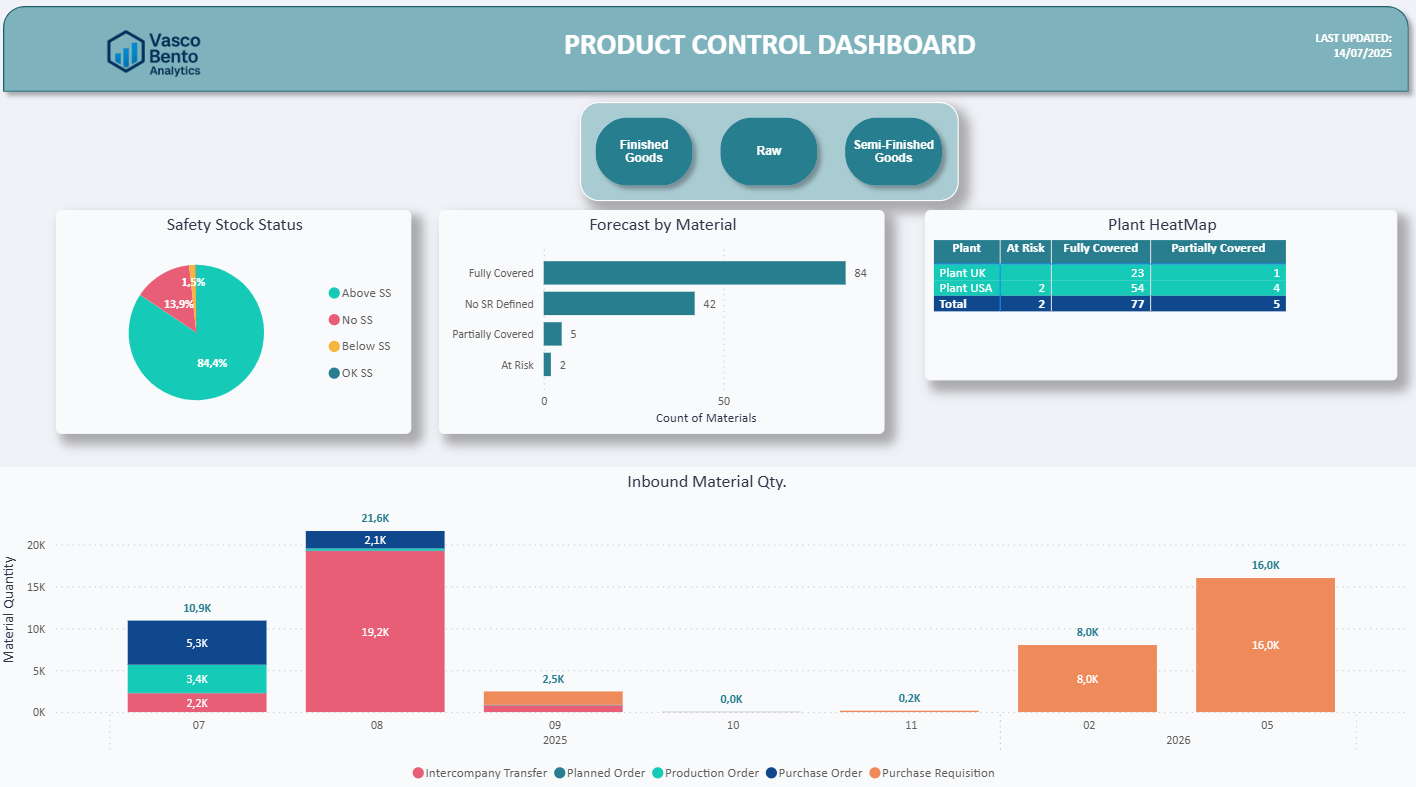 Vasco
Bento
Analytics
PRODUCT CONTROL DASHBOARD
LAST UPDATED:
14/07/2025
Finished
Goods
Raw
Semi-Finished
Goods
Safety Stock Status
1,5%
13,9%
84,4%
Above SS
No SS
Below SS
OK SS
Forecast by Material
Fully Covered 84
No SR Defined 42
Partially Covered 5
At Risk 2
0 50
Count of Materials
Plant HeatMap
Plant At Risk Fully Covered Partially Covered
Plant UK 23 1
Plant USA 2 54 4
Total 2 77 5
Inbound Material Qty.
Material Quantity
20K
15K
10K
5K
0K
10,9K
5,3K
3,4K
2,2K
21,6K
2,1K
19,2K
2,5K
0,0K
0,2K
8,0K
8,0K
16,0K
16,0K
07 08 09 10 11 02 05
2025 2026
Intercompany Transfer Planned Order Production Order Purchase Order Purchase Requisition